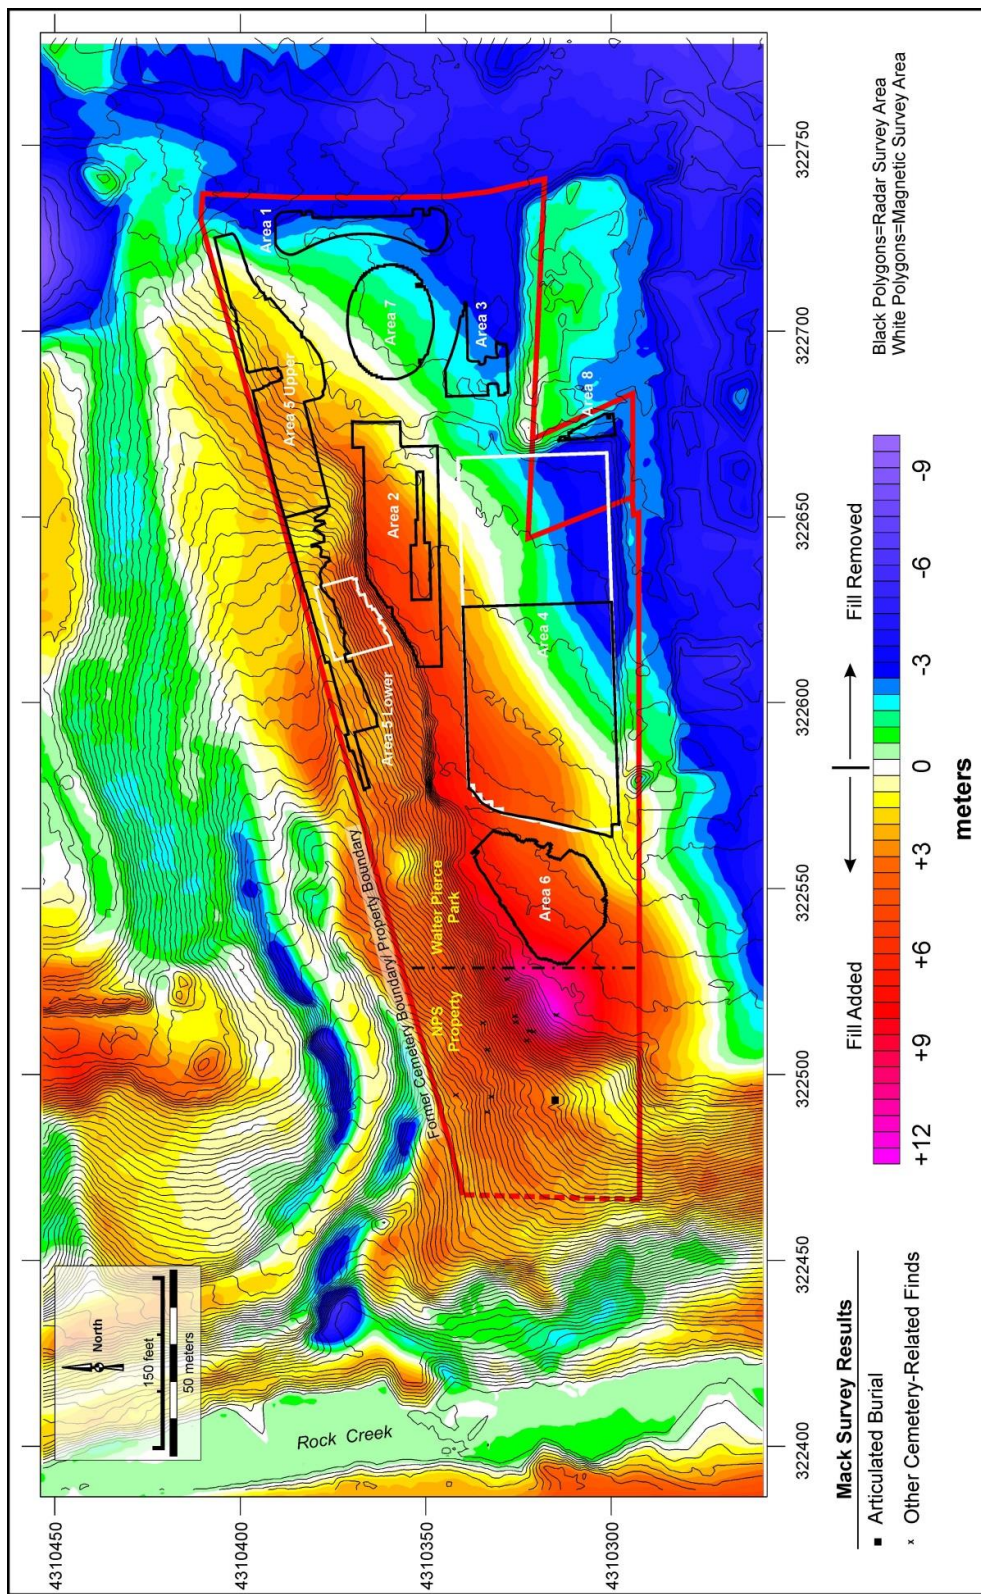 4310450
4310400
4310350
4310300
322400
322450
322500
322550
322600
322650
322700
322750
North
150 feet
50 meters
Rock Creek
Former Cemetery Boundary/ Property Boundary
NPS
Property
Walter Pierce
Park
Area 1
Area 2
Area 3
Area 4
Area 5 Upper
Area 5 Lower
Area 6
Area 7
Area 8
Mack Survey Results
Articulated Burial
x Other Cemetery-Related Finds
Fill Added
Fill Removed
+12
+9
+6
+3
0
-3
-6
-9
meters
Black Polygons=Radar Survey Area
White Polygons=Magnetic Survey Area